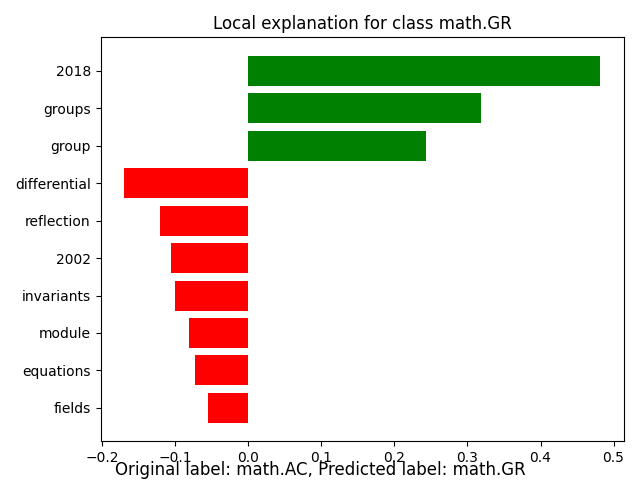 Local explanation for class math.GR
2018
groups
group
differential
reflection
2002
invariants
module
equations
fields
−0.2 −0.1 0.0 0.1 0.2 0.3 0.4 0.5
Original label: math.AC, Predicted label: math.GR